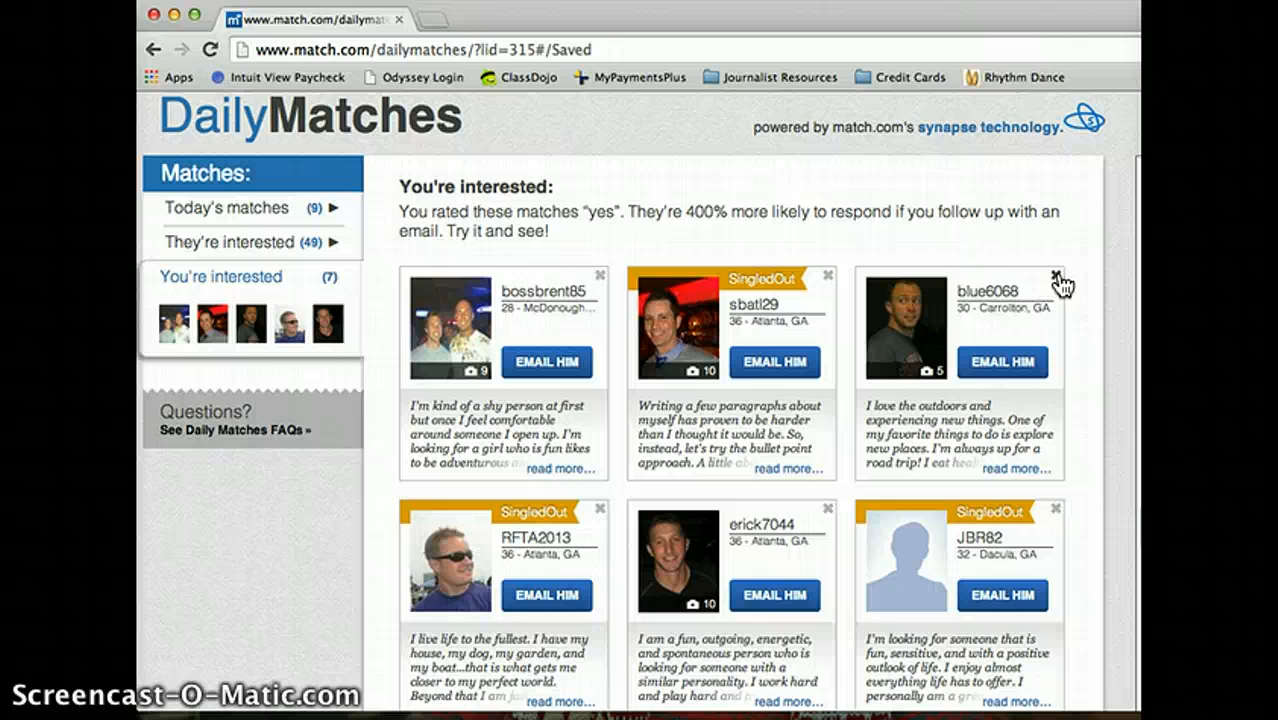 www.match.com/dailymat
www.match.com/dailymatches/?lid=315#/Saved
Apps Intuit View Paycheck Odyssey Login ClassDojo MyPaymentsPlus Journalist Resources Credit Cards Rhythm Dance
DailyMatches
powered by match.com's synapse technology.
Matches:
Today's matches (9)
They're interested (49)
You're interested (7)
Questions?
See Daily Matches FAQs »
You're interested:
You rated these matches “yes”. They're 400% more likely to respond if you follow up with an
email. Try it and see!
bossbrent85
28 - McDonough...
9
EMAIL HIM
I'm kind of a shy person at first
but once I feel comfortable
around someone I open up. I'm
looking for a girl who is fun likes
to be adventurous
read more...
SingledOut
sbatl29
36 - Atlanta, GA
10
EMAIL HIM
Writing a few paragraphs about
myself has proven to be harder
than I thought it would be. So,
instead, let's try the bullet point
approach. A little
read more...
blue6068
30 - Carrollton, GA
5
EMAIL HIM
I love the outdoors and
experiencing new things. One of
my favorite things to do is explore
new places. I'm always up for a
road trip! I eat
read more...
SingledOut
RFTA2013
36 - Atlanta, GA
EMAIL HIM
I live life to the fullest. I have my
house, my dog, my garden, and
my boat...that is what gets me
closer to my perfect world.
Beyond that I am
read more...
erick7044
36 - Atlanta, GA
10
EMAIL HIM
I am a fun, outgoing, energetic,
and spontaneous person who is
looking for someone with a
similar personality. I work hard
and play hard and
read more...
SingledOut
JBR82
32 - Dacula, GA
EMAIL HIM
I'm looking for someone that is
fun, sensitive, and with a positive
outlook of life. I enjoy almost
everything life has to offer. I
personally am a
read more...
Screencast-O-Matic.com